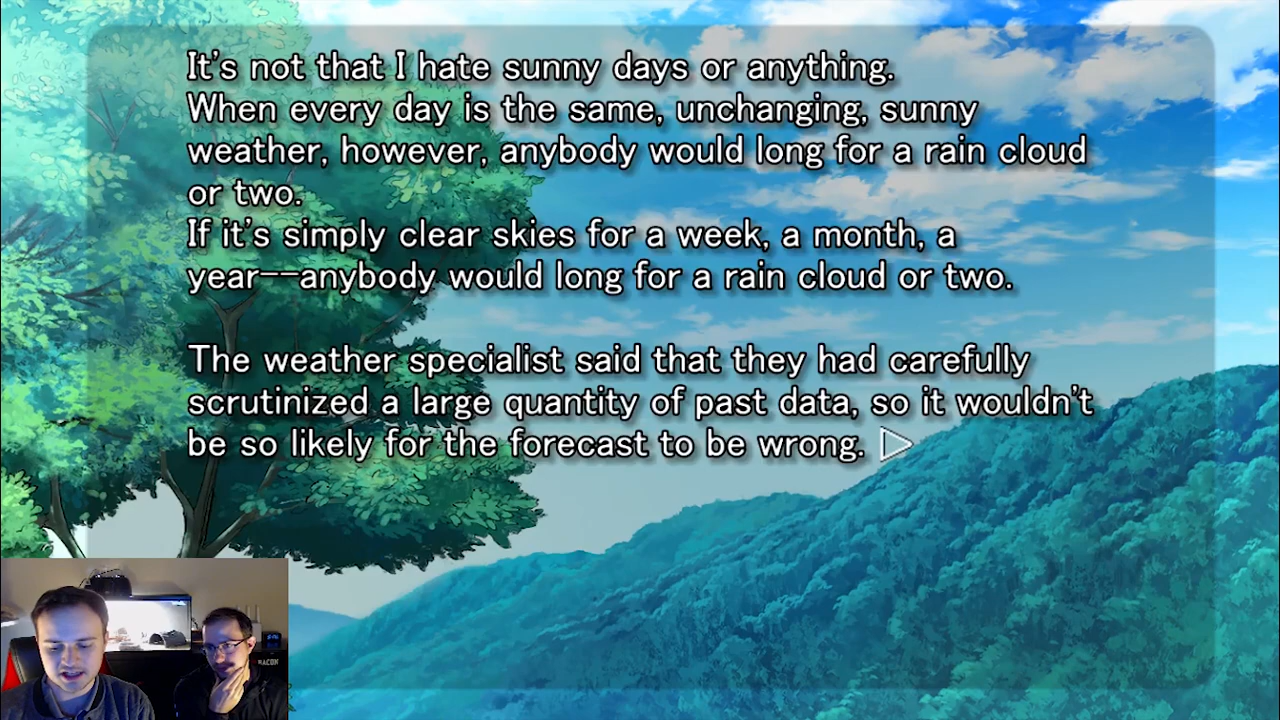 It's not that I hate sunny days or anything.
When every day is the same, unchanging, sunny
weather, however, anybody would long for a rain cloud
or two.
If it's simply clear skies for a week, a month, a
year--anybody would long for a rain cloud or two.
The weather specialist said that they had carefully
scrutinized a large quantity of past data, so it wouldn't
be so likely for the forecast to be wrong.